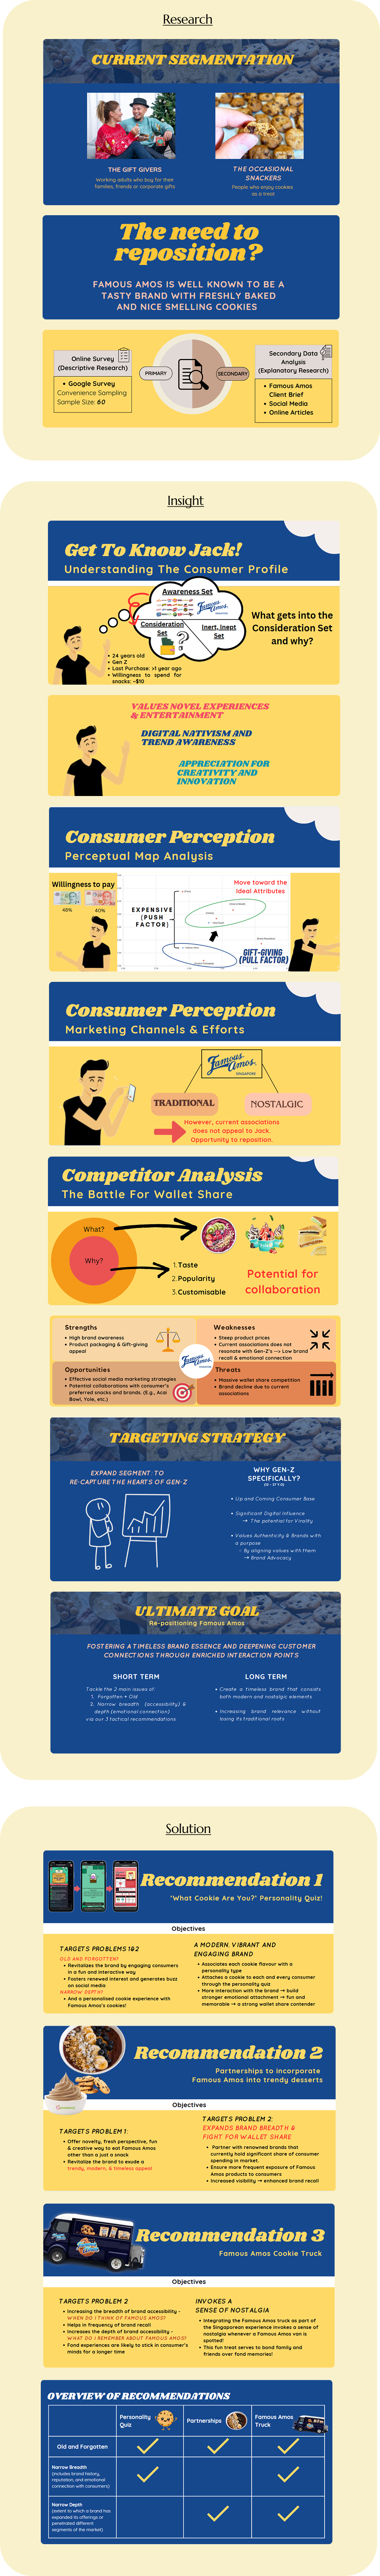 Research
CURRENT SEGMENTATION
THE GIFT GIVERS
Working adults who buy for their
families, friends or corporate gifts
THE OCCASIONAL
SNACKERS
People who enjoy cookies
as a treat
The need to
reposition?
FAMOUS AMOS IS WELL KNOWN TO BE A
TASTY BRAND WITH FRESHLY BAKED
AND NICE SMELLING COOKIES
Online Survey
(Descriptive Research)
Google Survey
Convenience Sampling
Sample Size: 60
PRIMARY
SECONDARY
Secondary Data
Analysis
(Explanatory Research)
Famous Amos
Client Brief
Social Media
Online Articles
Insight
Get To Know Jack!
Understanding The Consumer Profile
Awareness Set
Famous Amos
Consideration
Set
Inert, Inept
Set
24 years old
Gen Z
Last Purchase: >1 year ago
Willingness to spend for
snacks: ~$10
What gets into the
Consideration Set
and why?
VALUES NOVEL EXPERIENCES
& ENTERTAINMENT
DIGITAL NATIVISM AND
TREND AWARENESS
APPRECIATION FOR
CREATIVITY AND
INNOVATION
Consumer Perception
Perceptual Map Analysis
Willingness to pay
48%
40%
EXPENSIVE
(PUSH
FACTOR)
Move toward the
Ideal Attributes
GIFT-GIVING
(PULL FACTOR)
Consumer Perception
Marketing Channels & Efforts
Famous Amos
SINGAPORE
TRADITIONAL
NOSTALGIC
However, current associations
does not appeal to Jack.
Opportunity to reposition.
Competitor Analysis
The Battle For Wallet Share
What?
Why?
1. Taste
2. Popularity
3. Customisable
Potential for
collaboration
Strengths
High brand awareness
Product packaging & Gift-giving
appeal
Weaknesses
Steep product prices
Current associations does not
resonate with Gen-Z's --> Low brand
recall & emotional connection
Famous Amos
Opportunities
Effective social media marketing strategies
Potential collaborations with consumer's
preferred snacks and brands. (E.g., Acai
Bowl, Yole, etc.)
Threats
Massive wallet share competition
Brand decline due to current
associations
TARGETING STRATEGY
EXPAND SEGMENT: TO
RE-CAPTURE THE HEARTS OF GEN-Z
WHY GEN-Z
SPECIFICALLY?
Up and Coming Consumer Base
Significant Digital Influence
→ The potential for Virality
Values Authenticity & Brands with
a purpose
By aligning values with them
→ Brand Advocacy
ULTIMATE GOAL
Re-positioning Famous Amos
FOSTERING A TIMELESS BRAND ESSENCE AND DEEPENING CUSTOMER
CONNECTIONS THROUGH ENRICHED INTERACTION POINTS
SHORT TERM
Tackle the 2 main issues of:
1. Forgotten + Old
2. Narrow breadth (accessibility) &
depth (emotional connection)
via our 3 tactical recommendations
LONG TERM
Create a timeless brand that consists
both modern and nostalgic elements
Increasing brand relevance without
losing its traditional roots
Solution
Recommendation 1
'What Cookie Are You?' Personality Quiz!
Objectives
TARGETS PROBLEMS 1&2
OLD AND FORGOTTEN?
Revitalizes the brand by engaging consumers
in a fun and interactive way
Fosters renewed interest and generates buzz
on social media
NARROW DEPTH?
And a personalised cookie experience with
Famous Amos's cookies!
A MODERN, VIBRANT AND
ENGAGING BRAND
Associates each cookie flavour with a
personality type
Attaches a cookie to each and every consumer
through the personality quiz
More interaction with the brand → build
stronger emotional attachment → fun and
memorable → a strong wallet share contender
Recommendation 2
Partnerships to incorporate
Famous Amos into trendy desserts
Objectives
TARGETS PROBLEM 1:
Offer novelty, fresh perspective, fun
& creative way to eat Famous Amos
other than a just a snack
Revitalize the brand to exude a
trendy, modern, & timeless appeal
TARGETS PROBLEM 2:
EXPANDS BRAND BREADTH &
FIGHT FOR WALLET SHARE
Partner with renowned brands that
currently hold significant share of consumer
spending in market.
Ensure more frequent exposure of Famous
Amos products to consumers
Increased visibility → enhanced brand recall
Recommendation 3
Famous Amos Cookie Truck
Objectives
TARGETS PROBLEM 2
Increasing the breadth of brand accessibility -
WHEN DO I THINK OF FAMOUS AMOS?
Helps in frequency of brand recall
Increases the depth of brand accessibility -
WHAT DO I REMEMBER ABOUT FAMOUS AMOS?
Fond experiences are likely to stick in consumer's
minds for a longer time
INVOKES A
SENSE OF NOSTALGIA
Integrating the Famous Amos truck as part of
the Singaporean experience invokes a sense of
nostalgia whenever a Famous Amos van is
spotted!
This fun treat serves to bond family and
friends over fond memories!
OVERVIEW OF RECOMMENDATIONS
Personality
Quiz
Partnerships
Famous Amos
Truck
Old and Forgotten
Narrow Breadth
(includes brand history,
reputation, and emotional
connection with consumers)
Narrow Depth
(extent to which a brand has
expanded its offerings or
penetrated different
segments of the market)